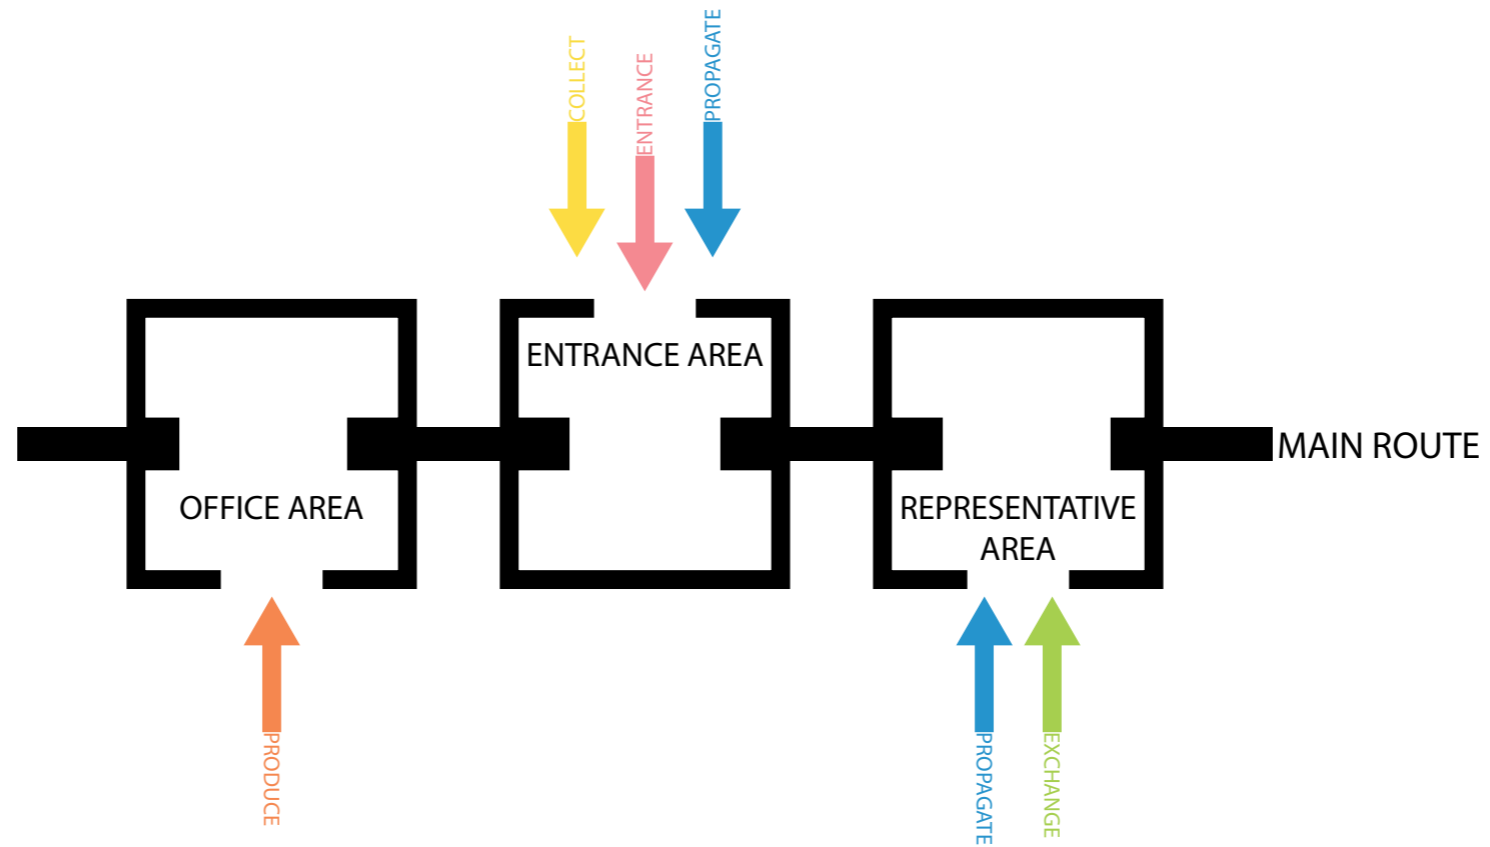 COLLECT
ENTRANCE
PROPAGATE
ENTRANCE AREA
MAIN ROUTE
OFFICE AREA
REPRESENTATIVE
AREA
PRODUCE
PROPAGATE
EXCHANGE